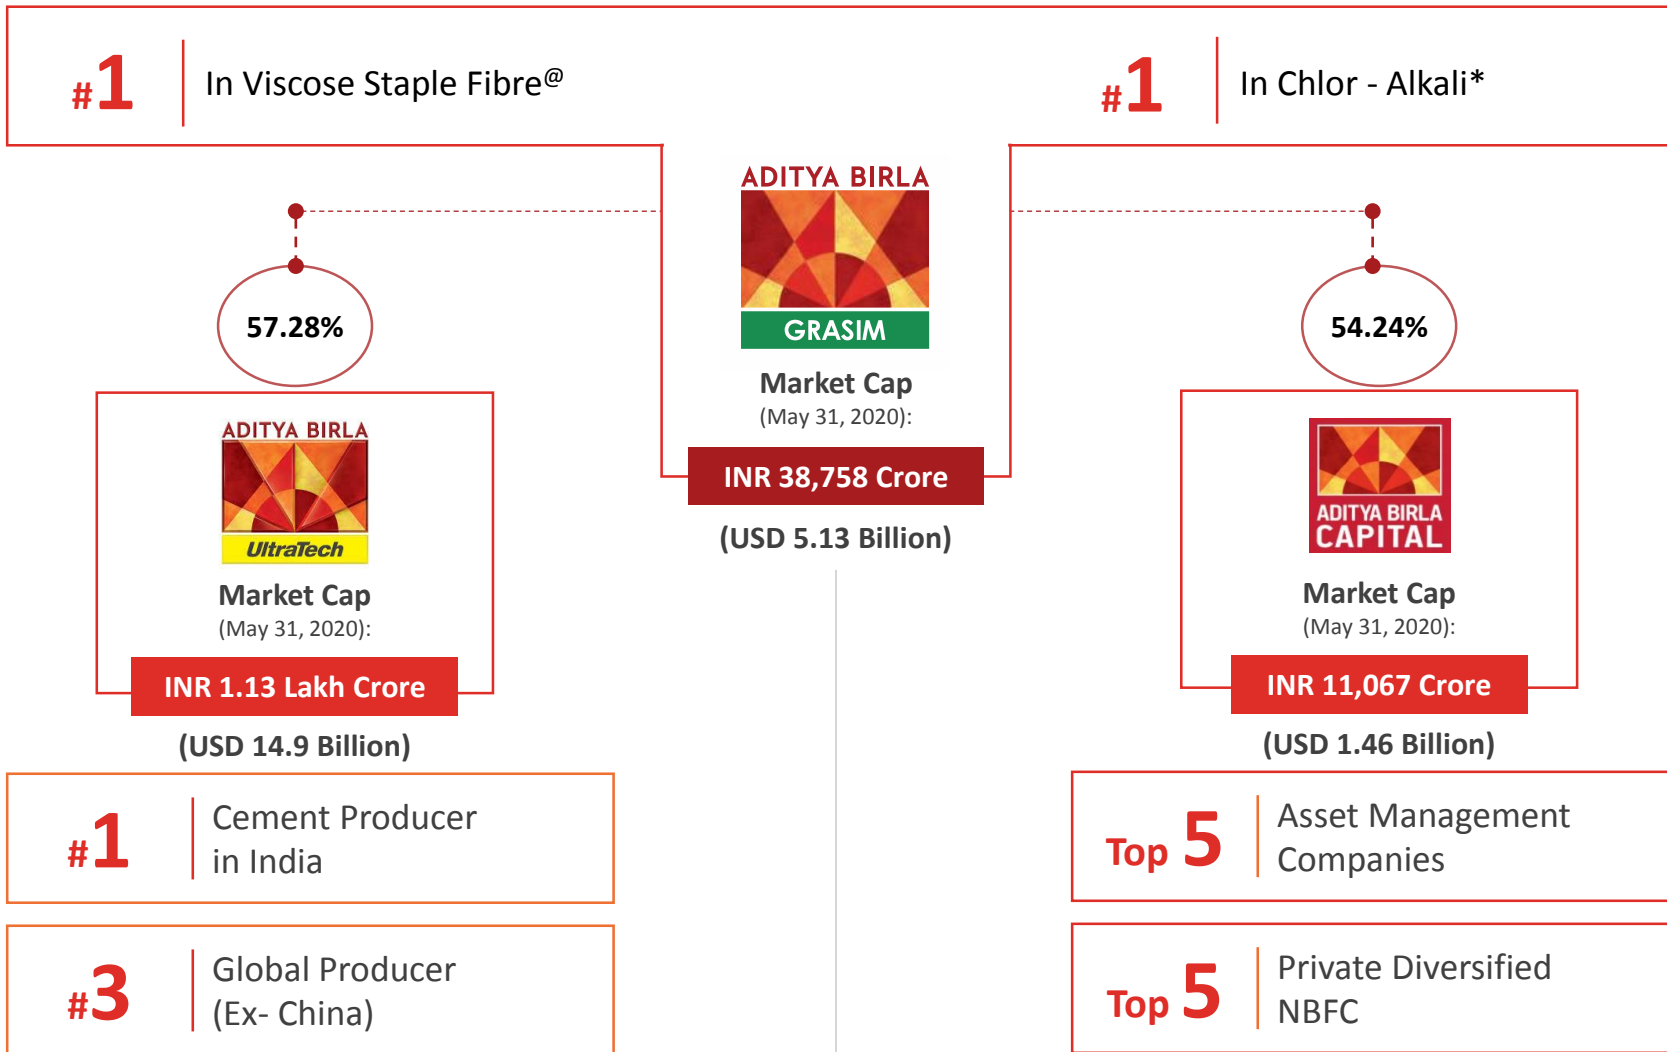 #1
In Viscose Staple Fibre@
#1
In Chlor - Alkali*
ADITYA BIRLA
GRASIM
Market Cap
(May 31, 2020):
INR 38,758 Crore
(USD 5.13 Billion)
57.28%
ADITYA BIRLA
UltraTech
Market Cap
(May 31, 2020):
INR 1.13 Lakh Crore
(USD 14.9 Billion)
#1
Cement Producer
in India
#3
Global Producer
(Ex- China)
54.24%
ADITYA BIRLA
CAPITAL
Market Cap
(May 31, 2020):
INR 11,067 Crore
(USD 1.46 Billion)
Top 5
Asset Management
Companies
Top 5
Private Diversified
NBFC